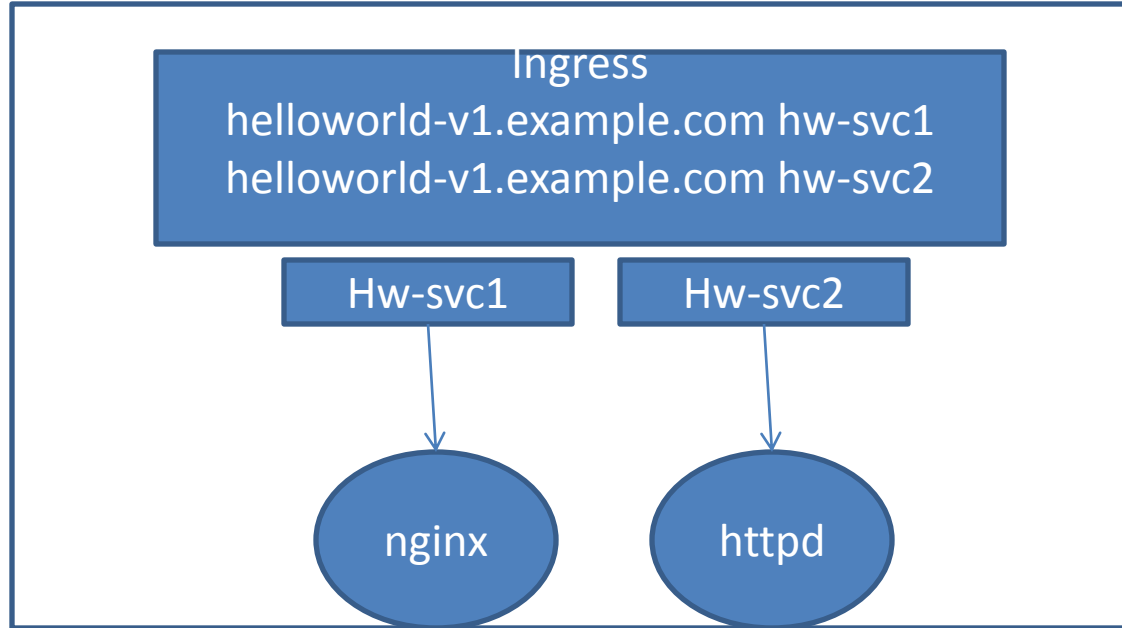 Ingress
helloworld-v1.example.com hw-svc1
helloworld-v1.example.com hw-svc2
Hw-svc1
Hw-svc2
nginx
httpd